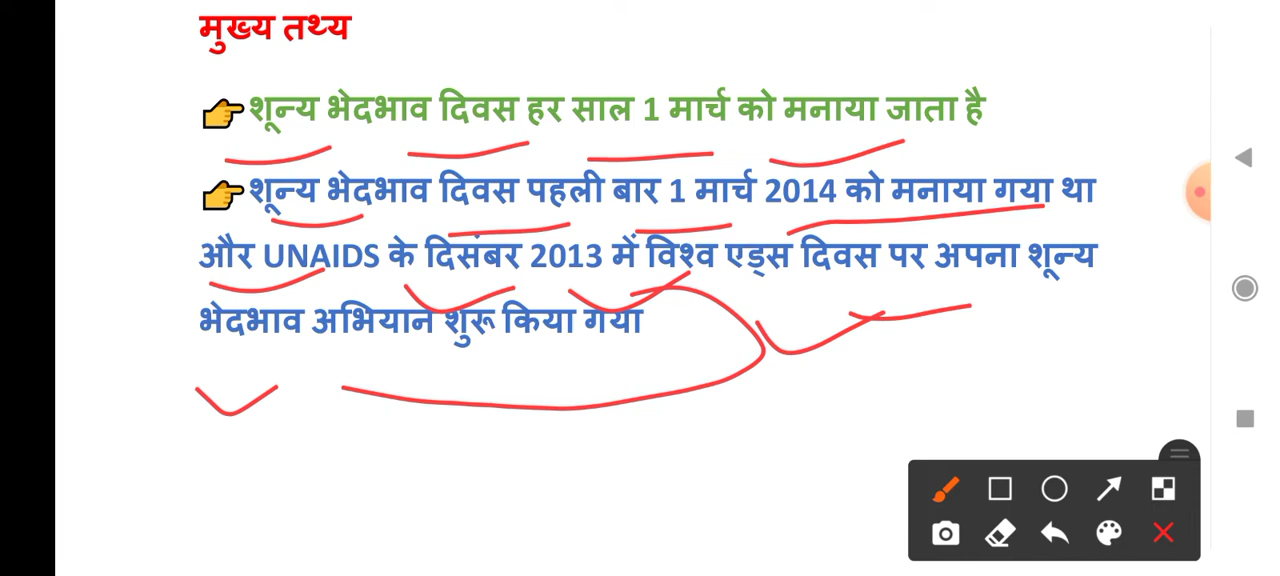 मुख्य तथ्य
👉शून्य भेदभाव दिवस हर साल 1 मार्च को मनाया जाता है
👉शून्य भेदभाव दिवस पहली बार 1 मार्च 2014 को मनाया गया था
और UNAIDS के दिसंबर 2013 में विश्व एड्स दिवस पर अपना शून्य
भेदभाव अभियान शुरू किया गया